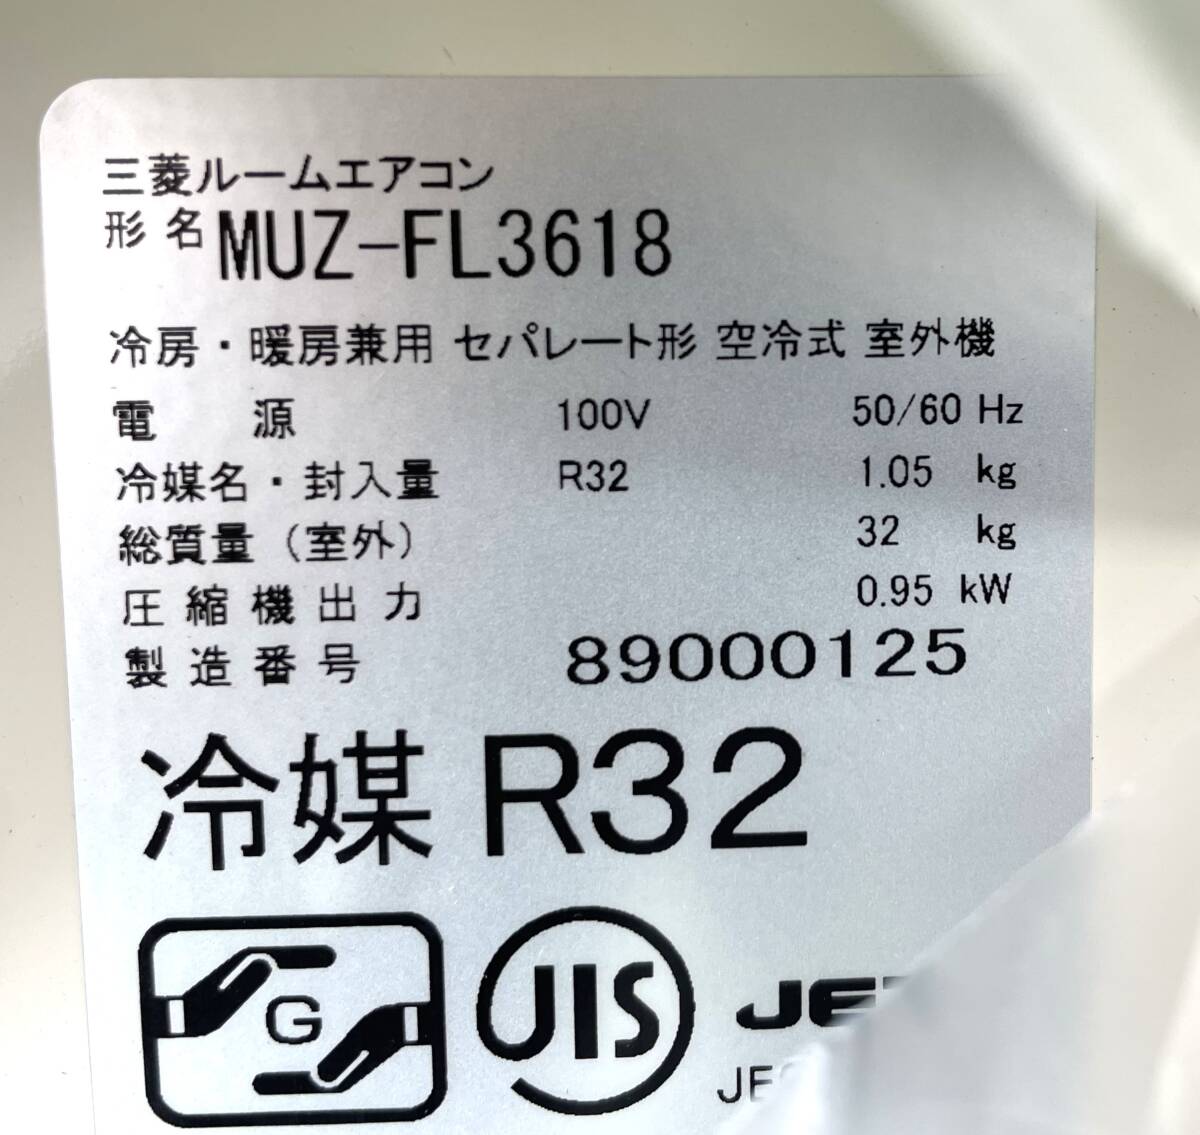 三菱ルームエアコン
形名 MUZ-FL3618
冷房・暖房兼用 セパレート形 空冷式 室外機
電源 100V 50/60 Hz
冷媒名・封入量 R32 1.05 kg
総質量（室外） 32 kg
圧縮機出力 0.95 kW
製造番号 89000125
冷媒 R32
G
JIS